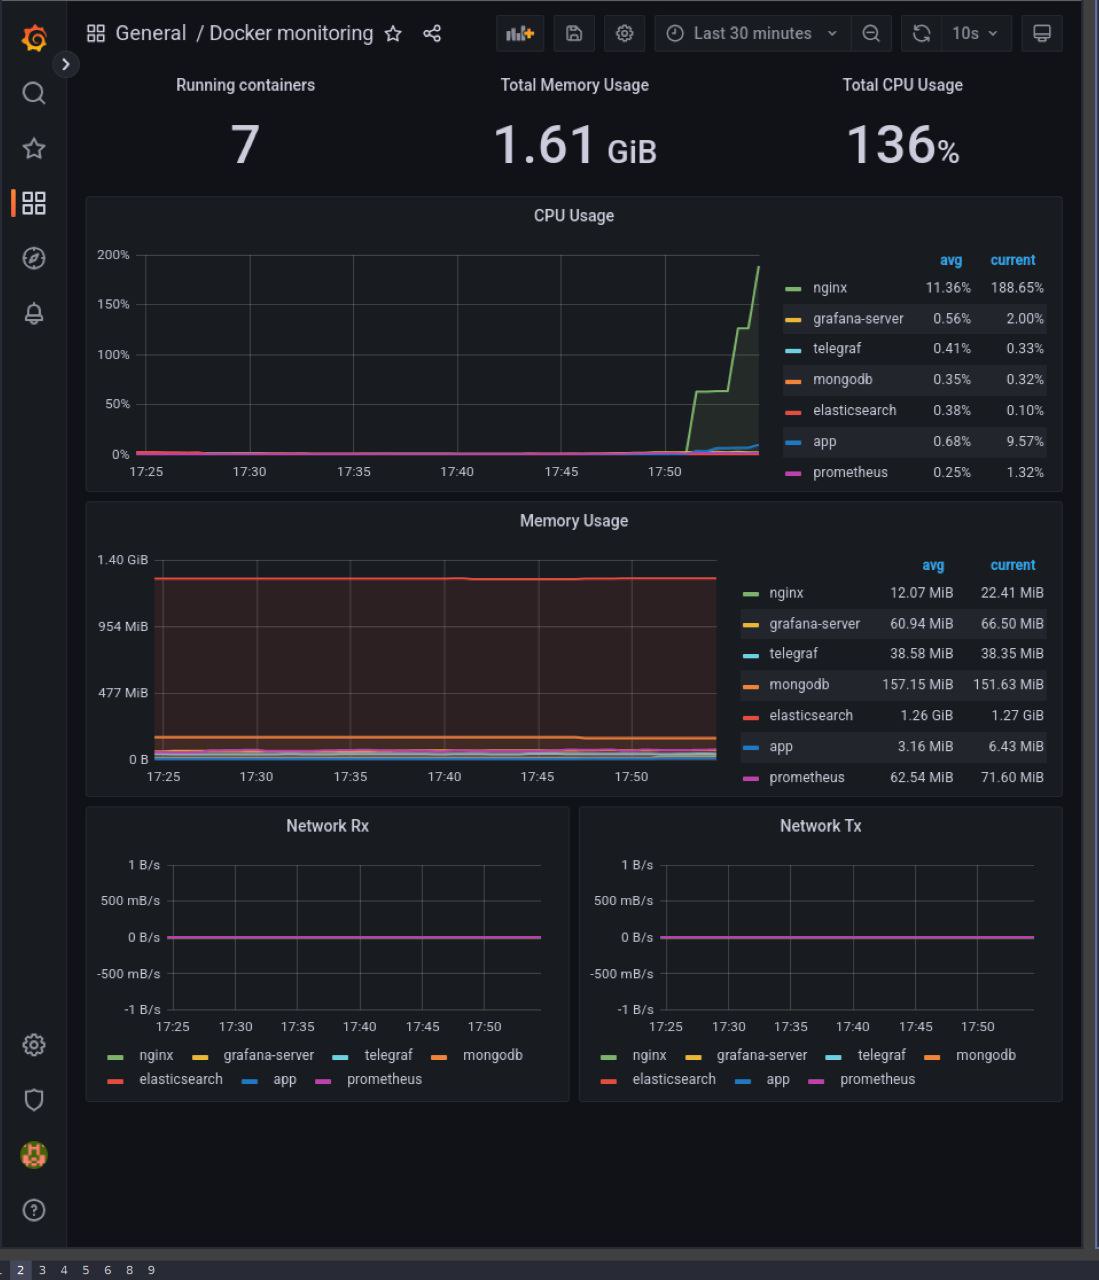 General / Docker monitoring
Last 30 minutes
10s
Running containers
7
Total Memory Usage
1.61 GiB
Total CPU Usage
136%
CPU Usage
200%
150%
100%
50%
0%
17:25 17:30 17:35 17:40 17:45 17:50
avg current
nginx 11.36% 188.65%
grafana-server 0.56% 2.00%
telegraf 0.41% 0.33%
mongodb 0.35% 0.32%
elasticsearch 0.38% 0.10%
app 0.68% 9.57%
prometheus 0.25% 1.32%
Memory Usage
1.40 GiB
954 MiB
477 MiB
0 B
17:25 17:30 17:35 17:40 17:45 17:50
avg current
nginx 12.07 MiB 22.41 MiB
grafana-server 60.94 MiB 66.50 MiB
telegraf 38.58 MiB 38.35 MiB
mongodb 157.15 MiB 151.63 MiB
elasticsearch 1.26 GiB 1.27 GiB
app 3.16 MiB 6.43 MiB
prometheus 62.54 MiB 71.60 MiB
Network Rx
1 B/s
500 mB/s
0 B/s
-500 mB/s
-1 B/s
17:25 17:30 17:35 17:40 17:45 17:50
nginx grafana-server telegraf mongodb
elasticsearch app prometheus
Network Tx
1 B/s
500 mB/s
0 B/s
-500 mB/s
-1 B/s
17:25 17:30 17:35 17:40 17:45 17:50
nginx grafana-server telegraf mongodb
elasticsearch app prometheus
2 3 4 5 6 8 9